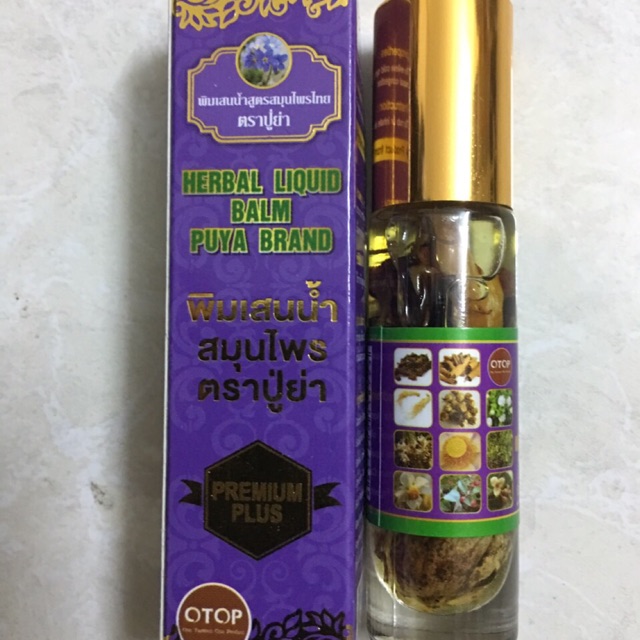 พิมเสนน้ำสูตรสมุนไพรไทย
ตราปู่ย่า
HERBAL LIQUID
BALM
PUYA BRAND
พิมเสนน้ำ
สมุนไพร
ตราปู่ย่า
PREMIUM
PLUS
OTOP
OTOP